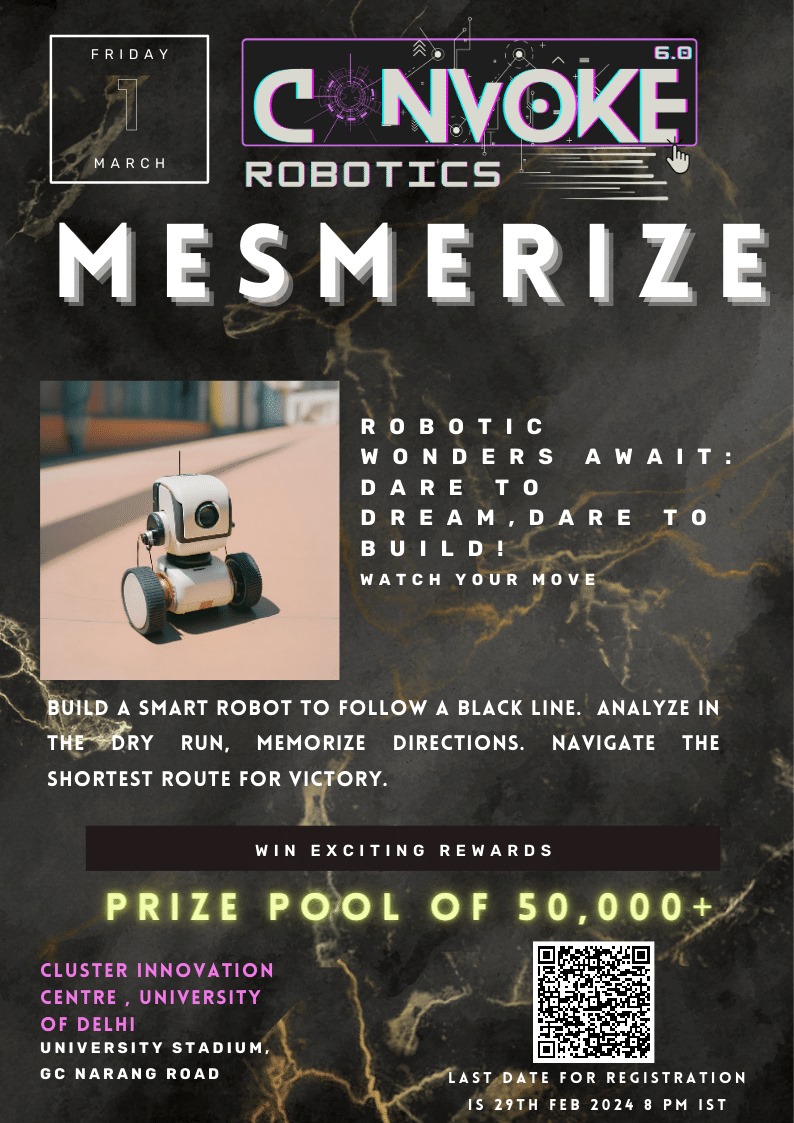 FRIDAY
1
MARCH
CONVOKE 6.0
ROBOTICS
MESMERIZE
ROBOTIC
WONDERS AWAIT:
DARE TO
DREAM,DARE TO
BUILD!
WATCH YOUR MOVE
BUILD A SMART ROBOT TO FOLLOW A BLACK LINE. ANALYZE IN
THE DRY RUN, MEMORIZE DIRECTIONS. NAVIGATE THE
SHORTEST ROUTE FOR VICTORY.
WIN EXCITING REWARDS
PRIZE POOL OF 50,000+
CLUSTER INNOVATION
CENTRE , UNIVERSITY
OF DELHI
UNIVERSITY STADIUM,
GC NARANG ROAD
LAST DATE FOR REGISTRATION
IS 29TH FEB 2024 8 PM IST